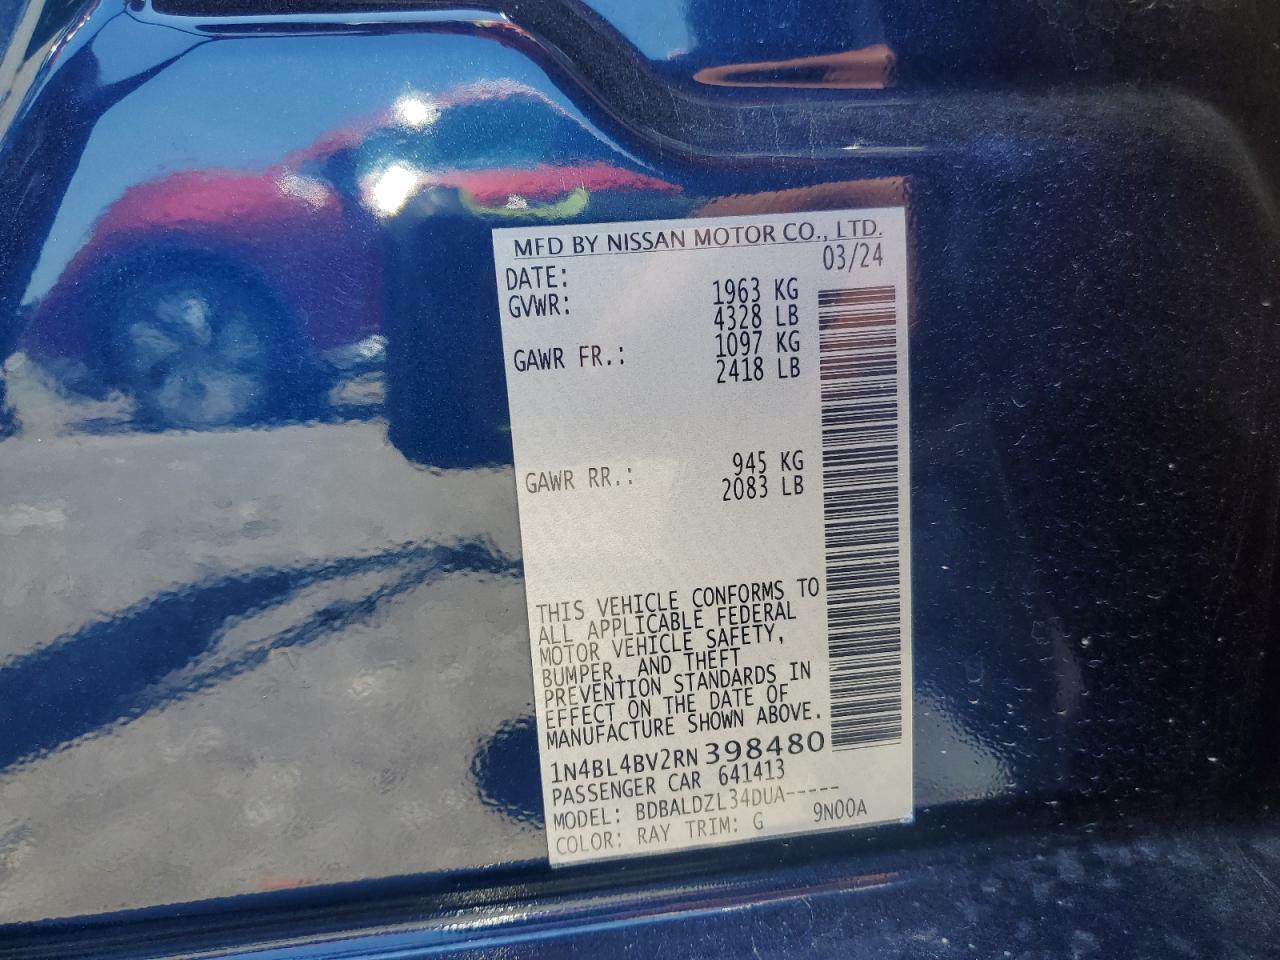 MFD BY NISSAN MOTOR CO., LTD.
DATE: 03/24
GVWR: 1963 KG
4328 LB
GAWR FR.: 1097 KG
2418 LB
GAWR RR.: 945 KG
2083 LB
THIS VEHICLE CONFORMS TO
ALL APPLICABLE FEDERAL
MOTOR VEHICLE SAFETY,
BUMPER, AND THEFT
PREVENTION STANDARDS IN
EFFECT ON THE DATE OF
MANUFACTURE SHOWN ABOVE.
1N4BL4BV2RN398480
PASSENGER CAR 641413
MODEL: BDBALDZL34DUA-----
COLOR: RAY TRIM: G 9N00A